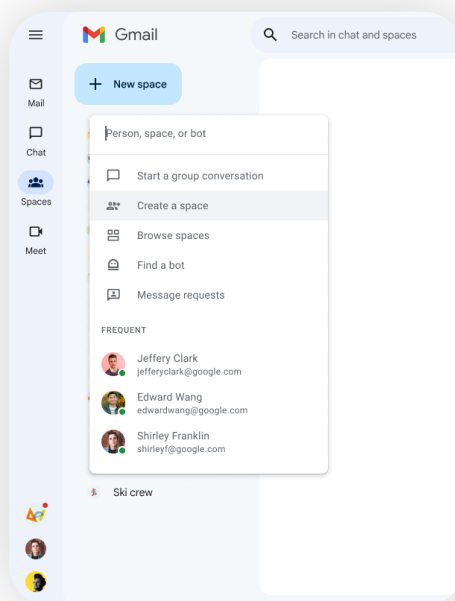 Gmail
Search in chat and spaces
New space
Mail
Chat
Spaces
Meet
Person, space, or bot
Start a group conversation
Create a space
Browse spaces
Find a bot
Message requests
FREQUENT
Jeffery Clark
jefferyclark@google.com
Edward Wang
edwardwang@google.com
Shirley Franklin
shirleyf@google.com
Ski crew